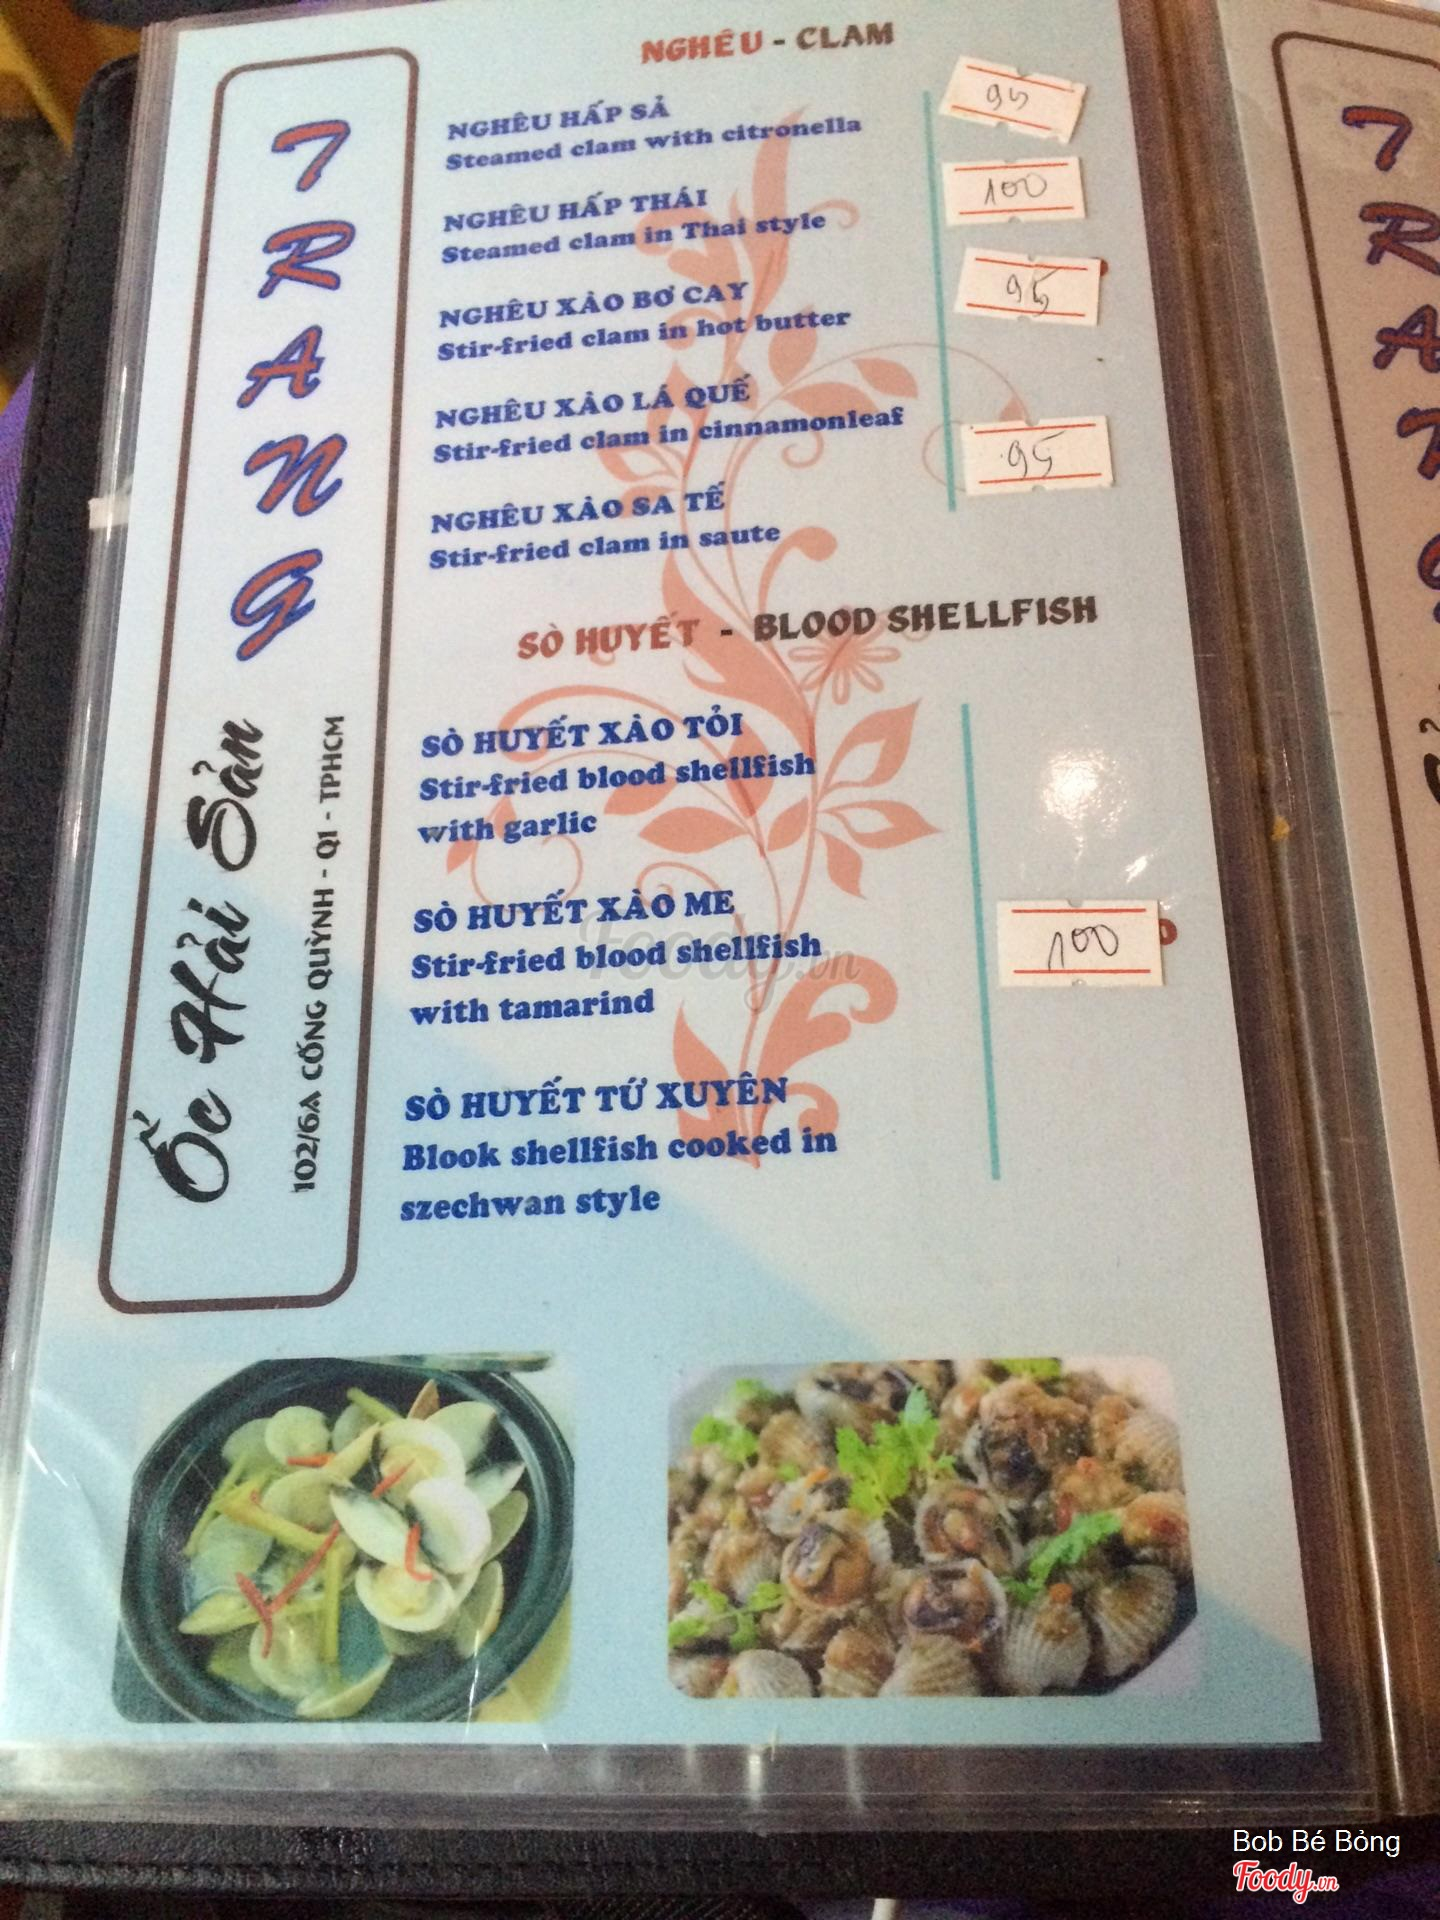 TRANG
Ốc Hải Sản
102/6A CỐNG QUỲNH - Q1 - TPHCM
NGHÊU - CLAM
NGHÊU HẤP SẢ
Steamed clam with citronella
95
NGHÊU HẤP THÁI
Steamed clam in Thai style
100
NGHÊU XÀO BƠ CAY
Stir-fried clam in hot butter
95
NGHÊU XÀO LÁ QUẾ
Stir-fried clam in cinnamonleaf
95
NGHÊU XÀO SA TẾ
Stir-fried clam in saute
SÒ HUYẾT - BLOOD SHELLFISH
SÒ HUYẾT XÀO TỎI
Stir-fried blood shellfish
with garlic
SÒ HUYẾT XÀO ME
Stir-fried blood shellfish
with tamarind
100
SÒ HUYẾT TỨ XUYÊN
Blook shellfish cooked in
szechwan style
Foody.vn
Bob Bé Bỏng
Foody.vn